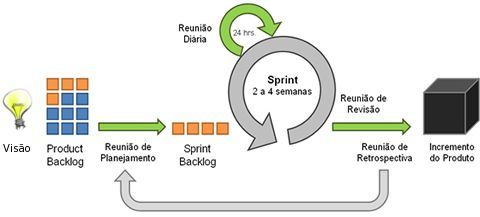 Visão
Product
Backlog
Reunião de
Planejamento
Sprint
Backlog
Reunião
Diária
24 hrs.
Sprint
2 a 4 semanas
Reunião de
Revisão
Reunião de
Retrospectiva
Incremento
do Produto